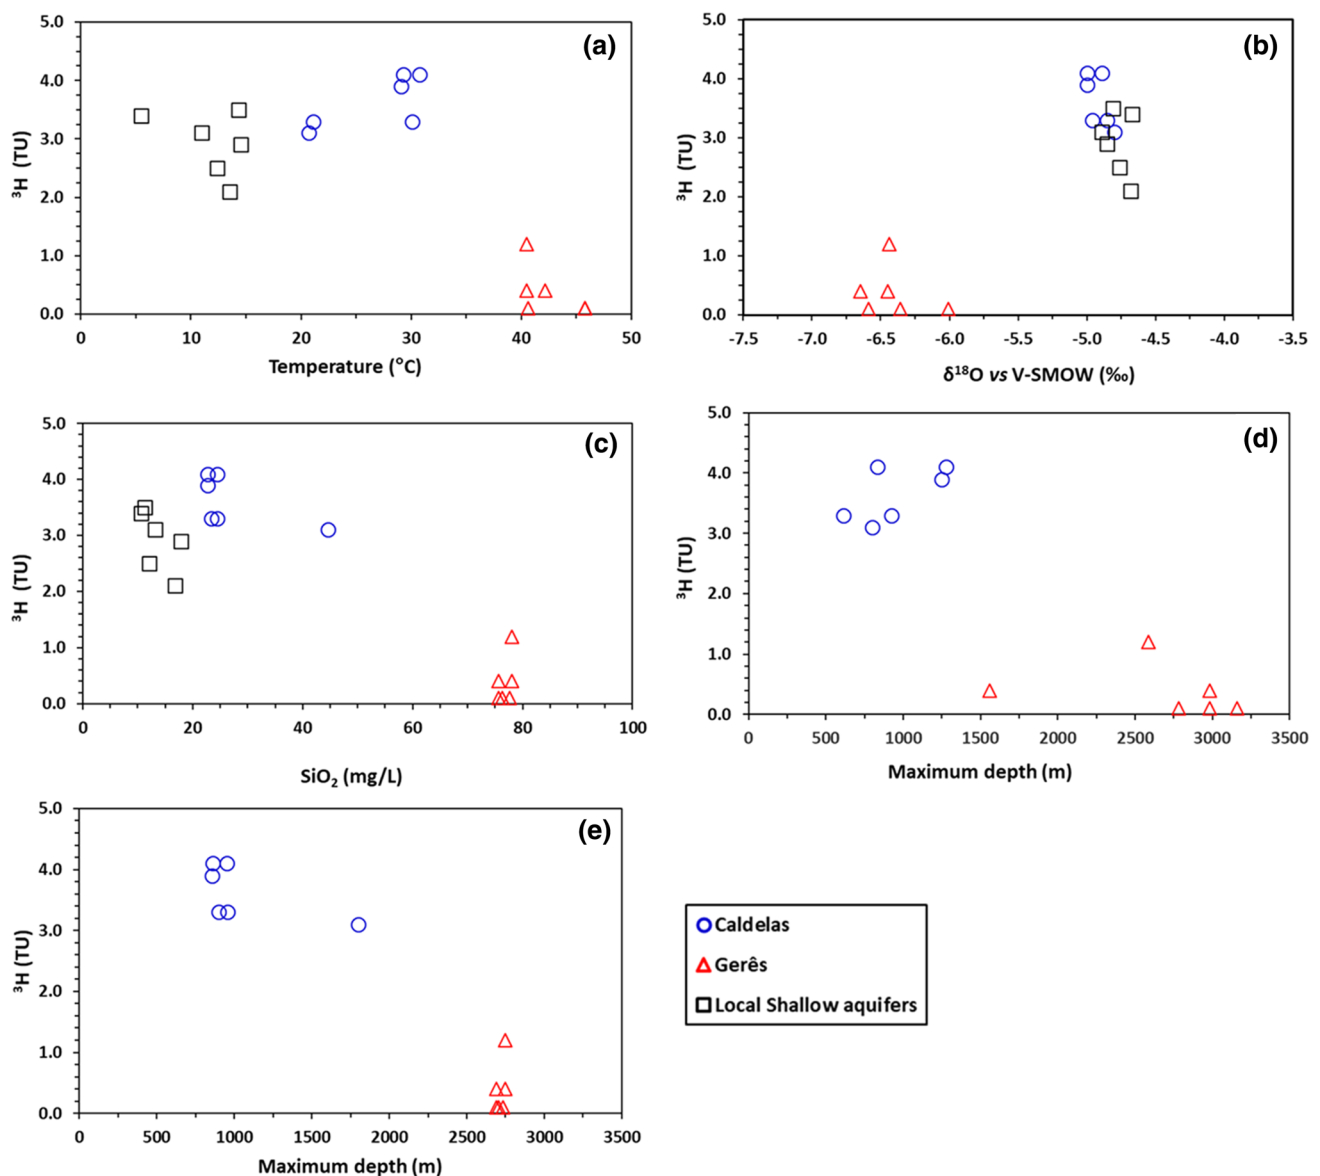 (a)
5.0
4.0
3.0
2.0
1.0
0.0
³H (TU)
0 10 20 30 40 50
Temperature (°C)
(b)
5.0
4.0
3.0
2.0
1.0
0.0
³H (TU)
-7.5 -7.0 -6.5 -6.0 -5.5 -5.0 -4.5 -4.0 -3.5
δ¹⁸O vs V-SMOW (‰)
(c)
5.0
4.0
3.0
2.0
1.0
0.0
³H (TU)
0 20 40 60 80 100
SiO₂ (mg/L)
(d)
5.0
4.0
3.0
2.0
1.0
0.0
³H (TU)
0 500 1000 1500 2000 2500 3000 3500
Maximum depth (m)
(e)
5.0
4.0
3.0
2.0
1.0
0.0
³H (TU)
0 500 1000 1500 2000 2500 3000 3500
Maximum depth (m)
Caldelas
Gerês
Local Shallow aquifers